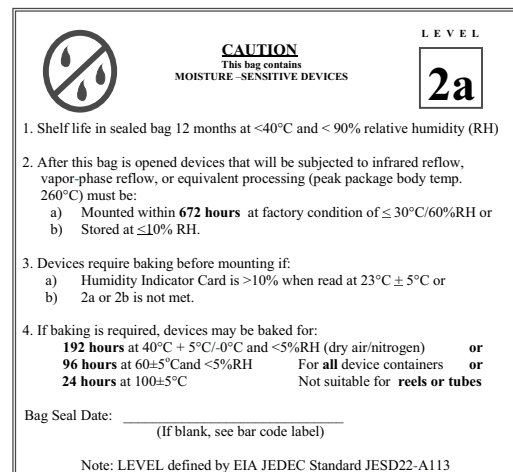 LEVEL
CAUTION
This bag contains
MOISTURE –SENSITIVE DEVICES
2a
1. Shelf life in sealed bag 12 months at <40°C and < 90% relative humidity (RH)
2. After this bag is opened devices that will be subjected to infrared reflow,
vapor-phase reflow, or equivalent processing (peak package body temp.
260°C) must be:
a) Mounted within 672 hours at factory condition of ≤ 30°C/60%RH or
b) Stored at ≤10% RH.
3. Devices require baking before mounting if:
a) Humidity Indicator Card is >10% when read at 23°C ± 5°C or
b) 2a or 2b is not met.
4. If baking is required, devices may be baked for:
192 hours at 40°C + 5°C/-0°C and <5%RH (dry air/nitrogen) or
96 hours at 60±5°Cand <5%RH For all device containers or
24 hours at 100±5°C Not suitable for reels or tubes
Bag Seal Date: ______________________________
(If blank, see bar code label)
Note: LEVEL defined by EIA JEDEC Standard JESD22-A113